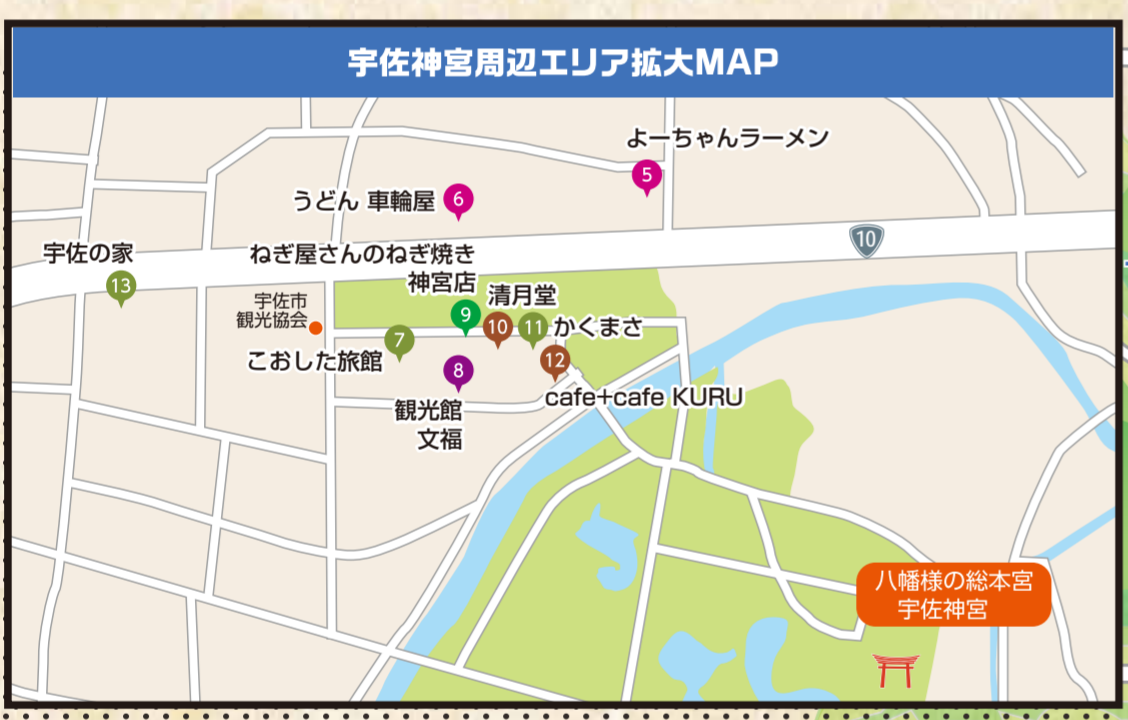 宇佐神宮周辺エリア拡大MAP
よーちゃんラーメン
5
うどん 車輪屋
6
10
宇佐の家
13
ねぎ屋さんのねぎ焼き
神宮店
9
清月堂
10
11
かくまさ
宇佐市
観光協会
7
こおした旅館
8
12
cafe+cafe KURU
観光館
文福
八幡様の総本宮
宇佐神宮